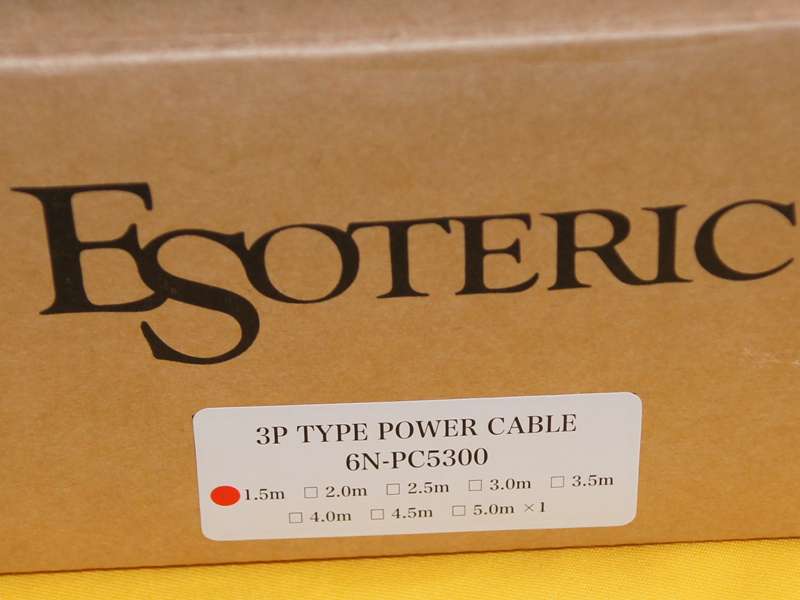 ESOTERIC
3P TYPE POWER CABLE
6N-PC5300
1.5m □ 2.0m □ 2.5m □ 3.0m □ 3.5m
□ 4.0m □ 4.5m □ 5.0m ×1